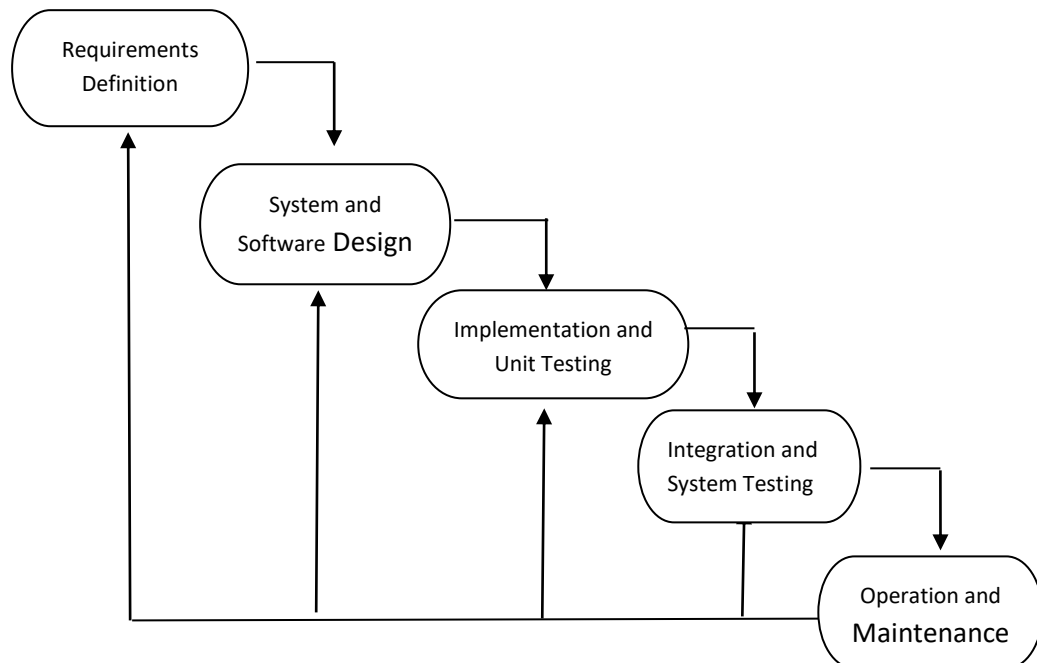 Requirements
Definition
System and
Software Design
Implementation and
Unit Testing
Integration and
System Testing
Operation and
Maintenance